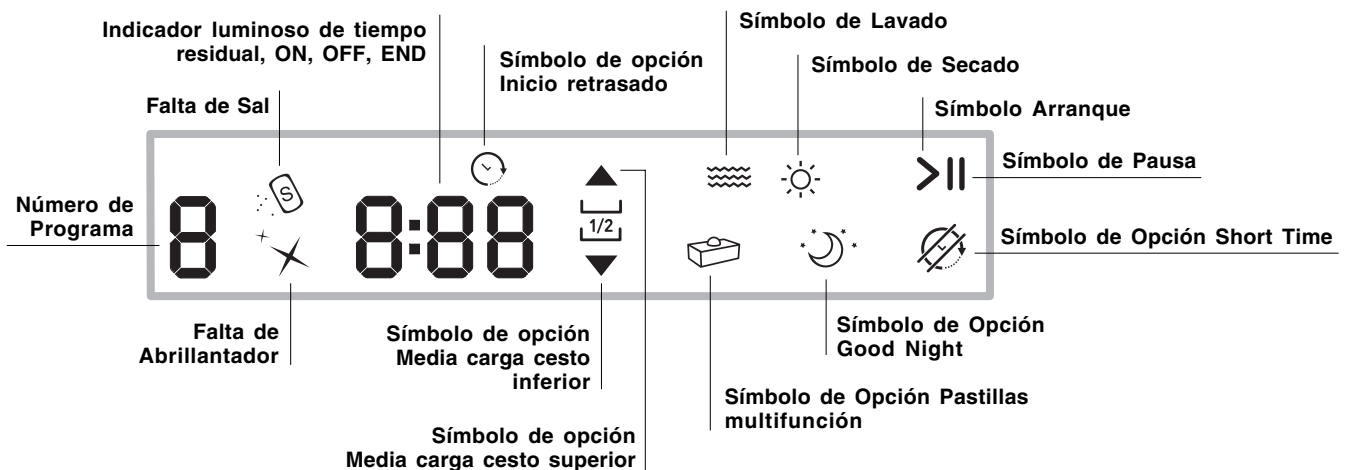 Indicador luminoso de tiempo
residual, ON, OFF, END
Símbolo de opción
Inicio retrasado
Símbolo de Lavado
Símbolo de Secado
Falta de Sal
Símbolo Arranque
Símbolo de Pausa
S
Número de
Programa
8
8:88
1/2
Símbolo de Opción Short Time
Falta de
Abrillantador
Símbolo de opción
Media carga cesto
inferior
Símbolo de Opción
Good Night
Símbolo de Opción Pastillas
multifunción
Símbolo de opción
Media carga cesto superior